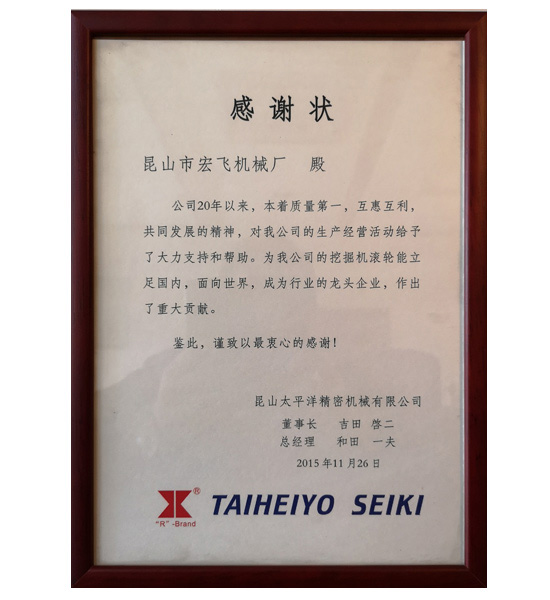 感谢状
昆山市宏飞机械厂 殿
公司20年以来，本着质量第一，互惠互利，
共同发展的精神，对我公司的生产经营活动给予
了大力支持和帮助。为我公司的挖掘机滚轮能立
足国内，面向世界，成为行业的龙头企业，作出
了重大贡献。
鉴此，谨致以最衷心的感谢！
昆山太平洋精密机械有限公司
董事长 吉田 啓二
总经理 和田 一夫
2015年11月26日
®
"R"-Brand
TAIHEIYO SEIKI